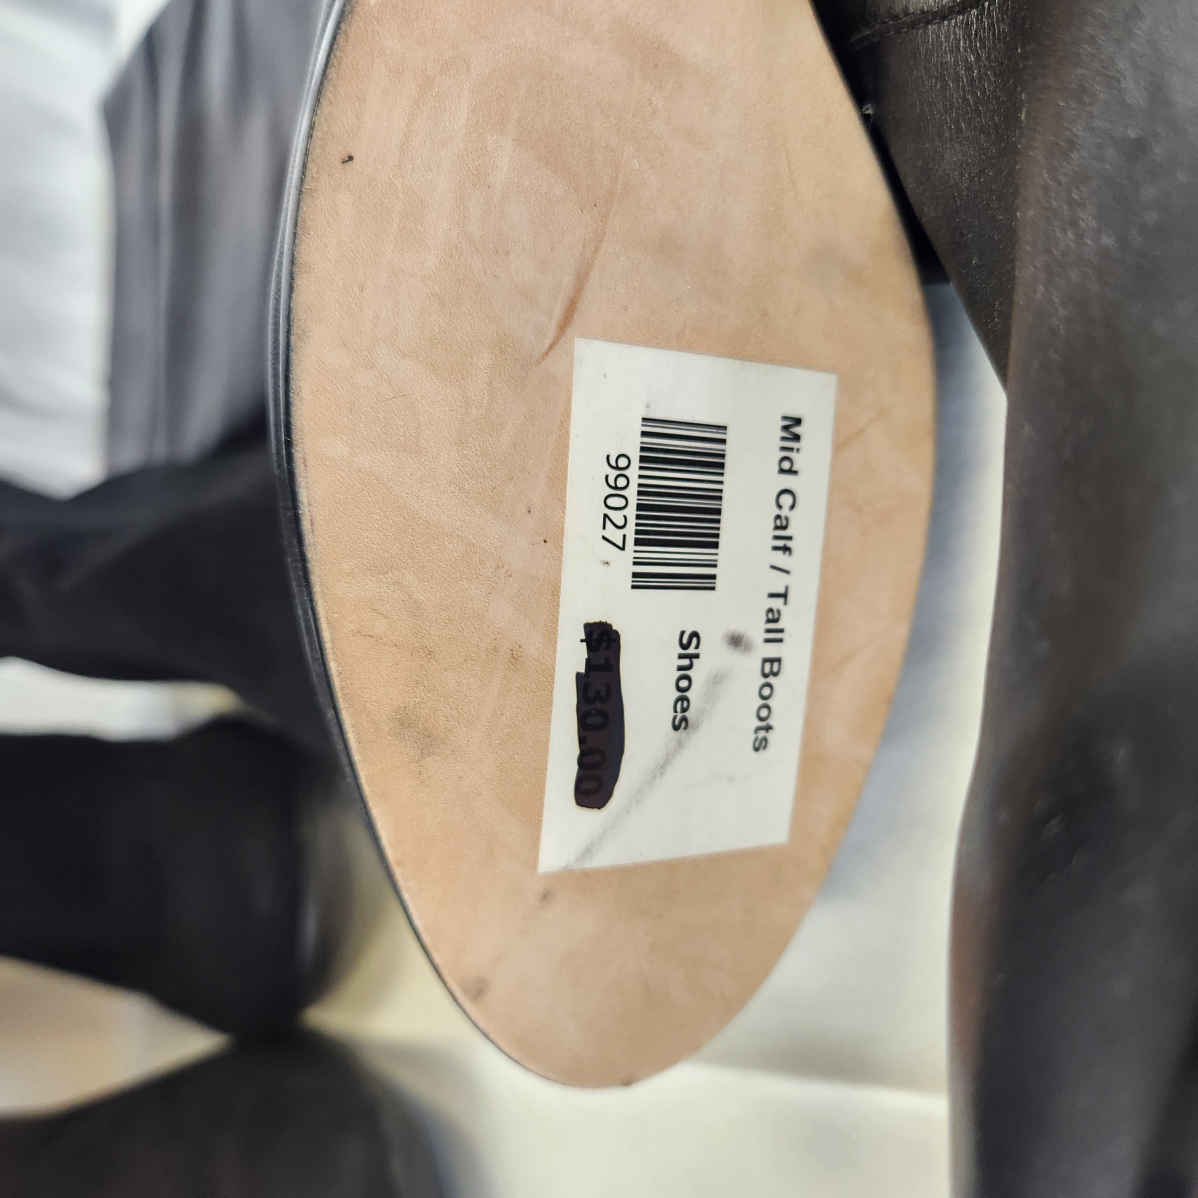 Mid Calf / Tall Boots
Shoes
99027
$130.00